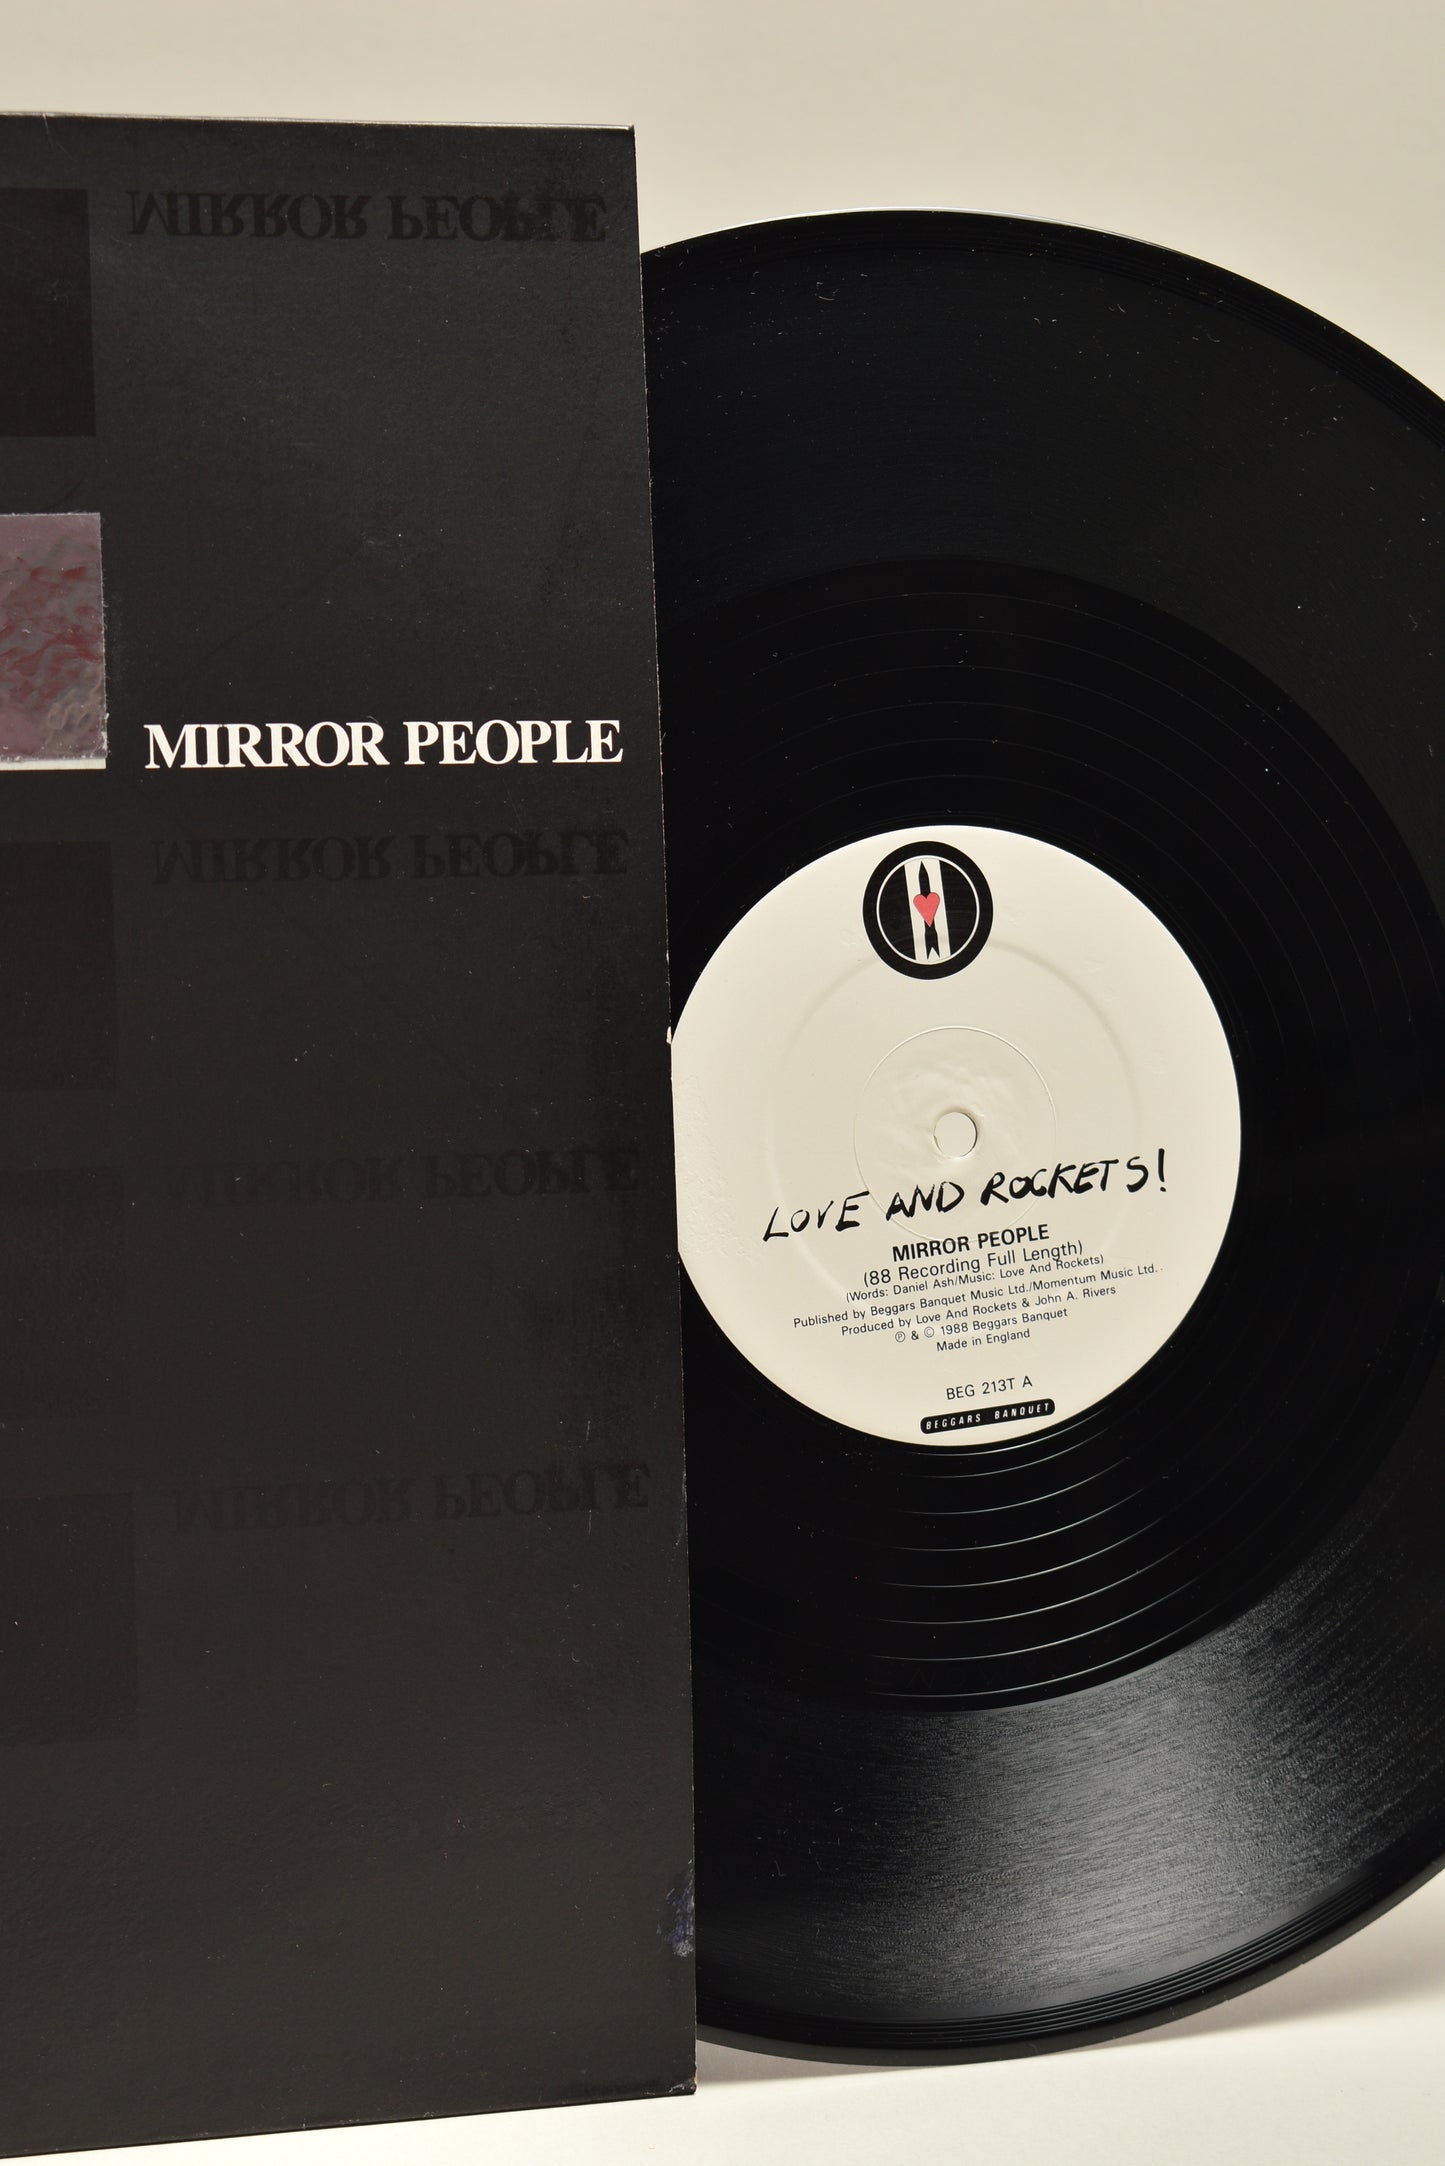 MIRROR PEOPLE
MIRROR PEOPLE
MIRROR PEOPLE
MIRROR PEOPLE
MIRROR PEOPLE
LOVE AND ROCKETS!
MIRROR PEOPLE
(88 Recording Full Length)
(Words: Daniel Ash/Music: Love And Rockets)
Published by Beggars Banquet Music Ltd./Momentum Music Ltd..
Produced by Love And Rockets & John A. Rivers
℗ & © 1988 Beggars Banquet
Made in England
BEG 213T A
BEGGARS BANQUET